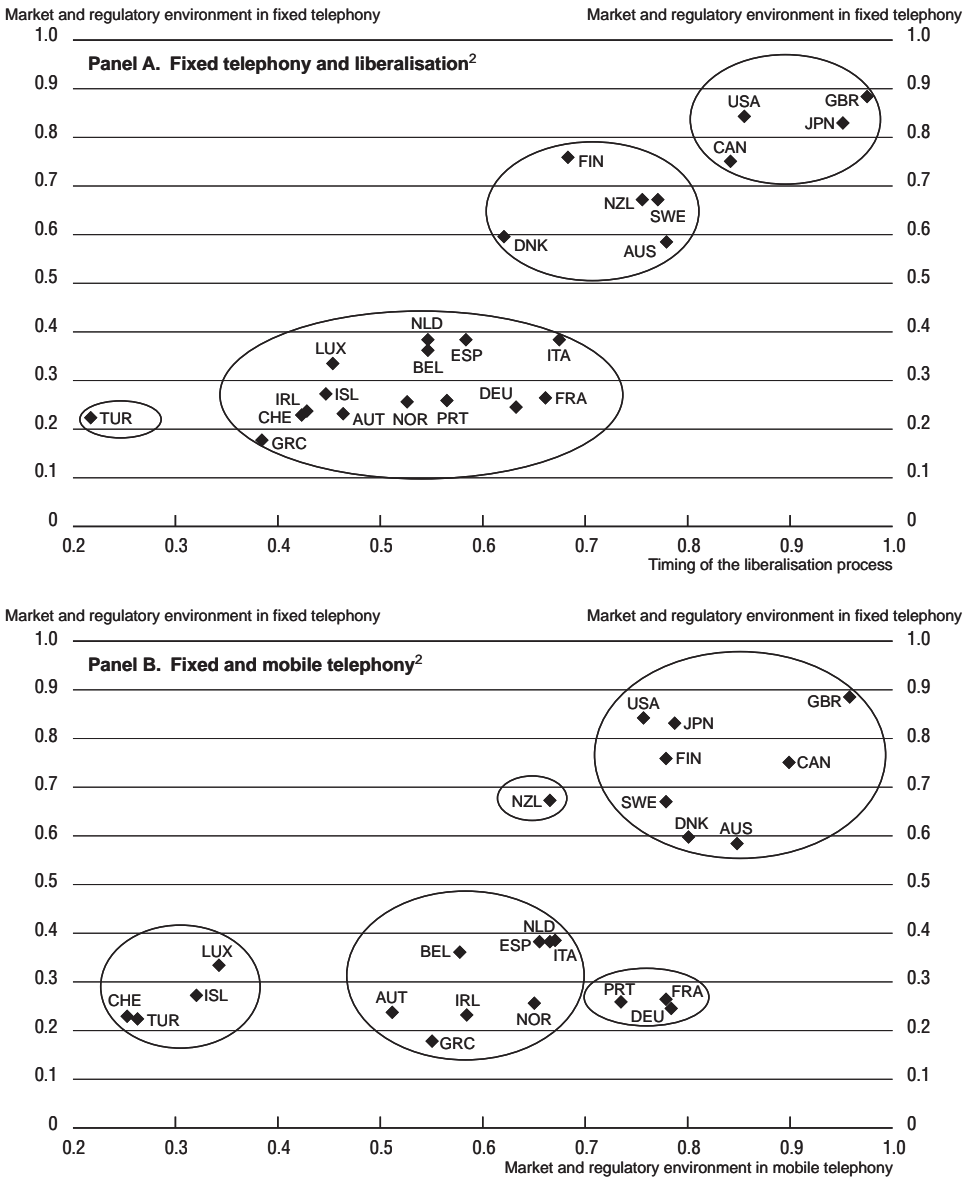 Market and regulatory environment in fixed telephony Market and regulatory environment in fixed telephony
1.0 1.0
Panel A. Fixed telephony and liberalisation2
0.9 0.9
USA GBR
JPN
0.8 0.8
CAN
FIN
0.7 0.7
NZL
SWE
0.6 0.6
DNK AUS
0.5 0.5
0.4 0.4
NLD
LUX ESP ITA
BEL
0.3 0.3
IRL ISL DEU FRA
CHE AUT NOR PRT
TUR
0.2 0.2
GRC
0.1 0.1
0 0
0.2 0.3 0.4 0.5 0.6 0.7 0.8 0.9 1.0
Timing of the liberalisation process
Market and regulatory environment in fixed telephony Market and regulatory environment in fixed telephony
1.0 1.0
Panel B. Fixed and mobile telephony2
0.9 0.9
USA GBR
JPN
0.8 0.8
FIN CAN
0.7 0.7
NZL SWE
DNK AUS
0.6 0.6
0.5 0.5
0.4 0.4
NLD
LUX BEL ESP ITA
0.3 0.3
CHE ISL AUT IRL PRT FRA
TUR NOR DEU
0.2 0.2
GRC
0.1 0.1
0 0
0.2 0.3 0.4 0.5 0.6 0.7 0.8 0.9 1.0
Market and regulatory environment in mobile telephony